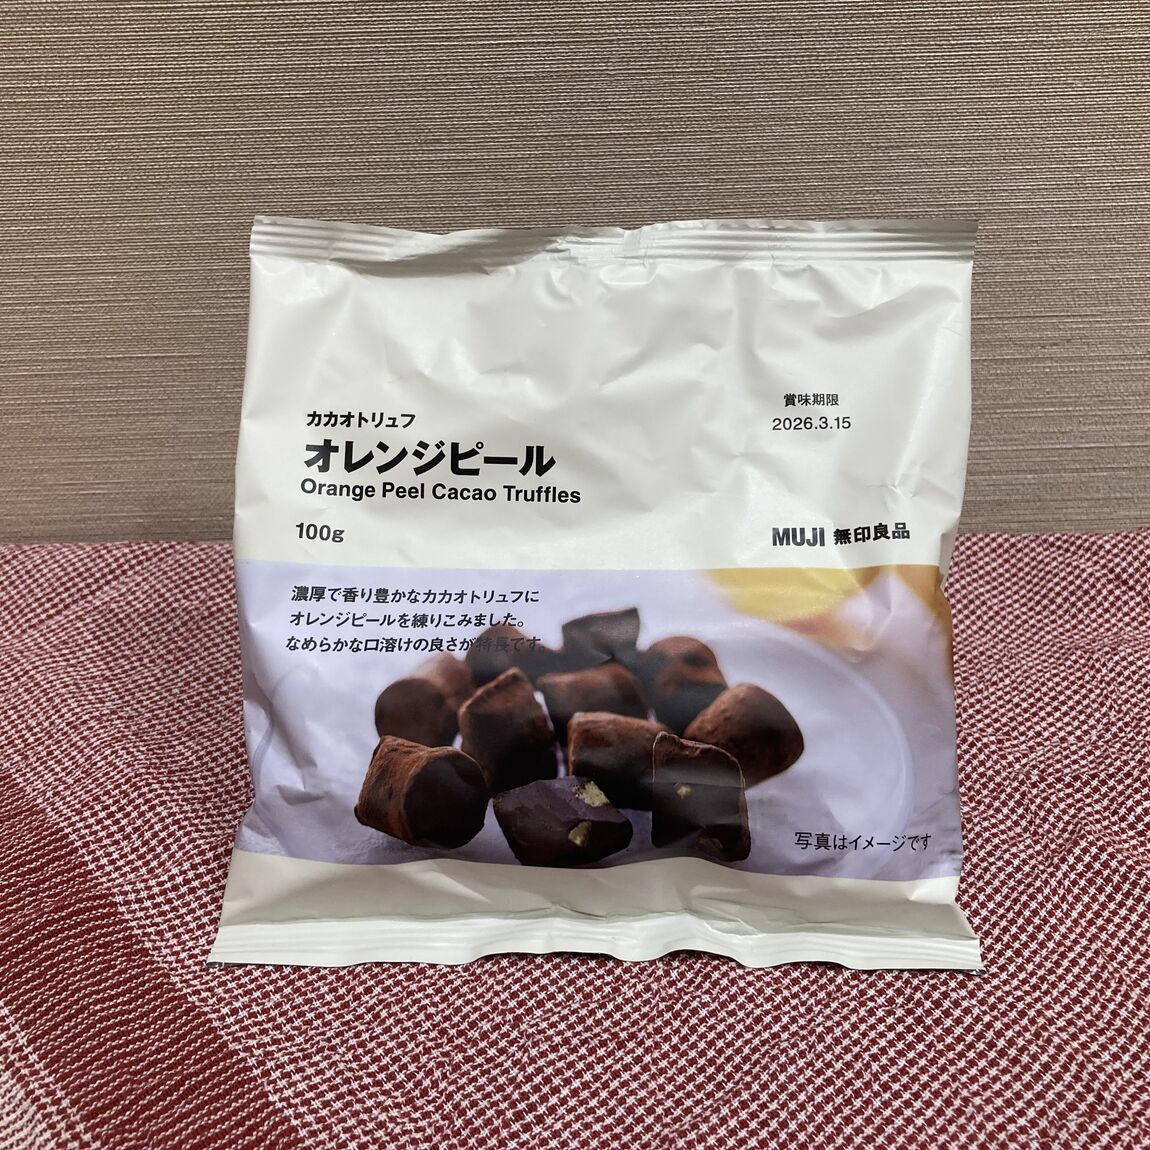 カカオトリュフ
オレンジピール
Orange Peel Cacao Truffles
100g
賞味期限
2026.3.15
MUJI 無印良品
濃厚で香り豊かなカカオトリュフに
オレンジピールを練りこみました。
なめらかな口溶けの良さが特長です。
写真はイメージです